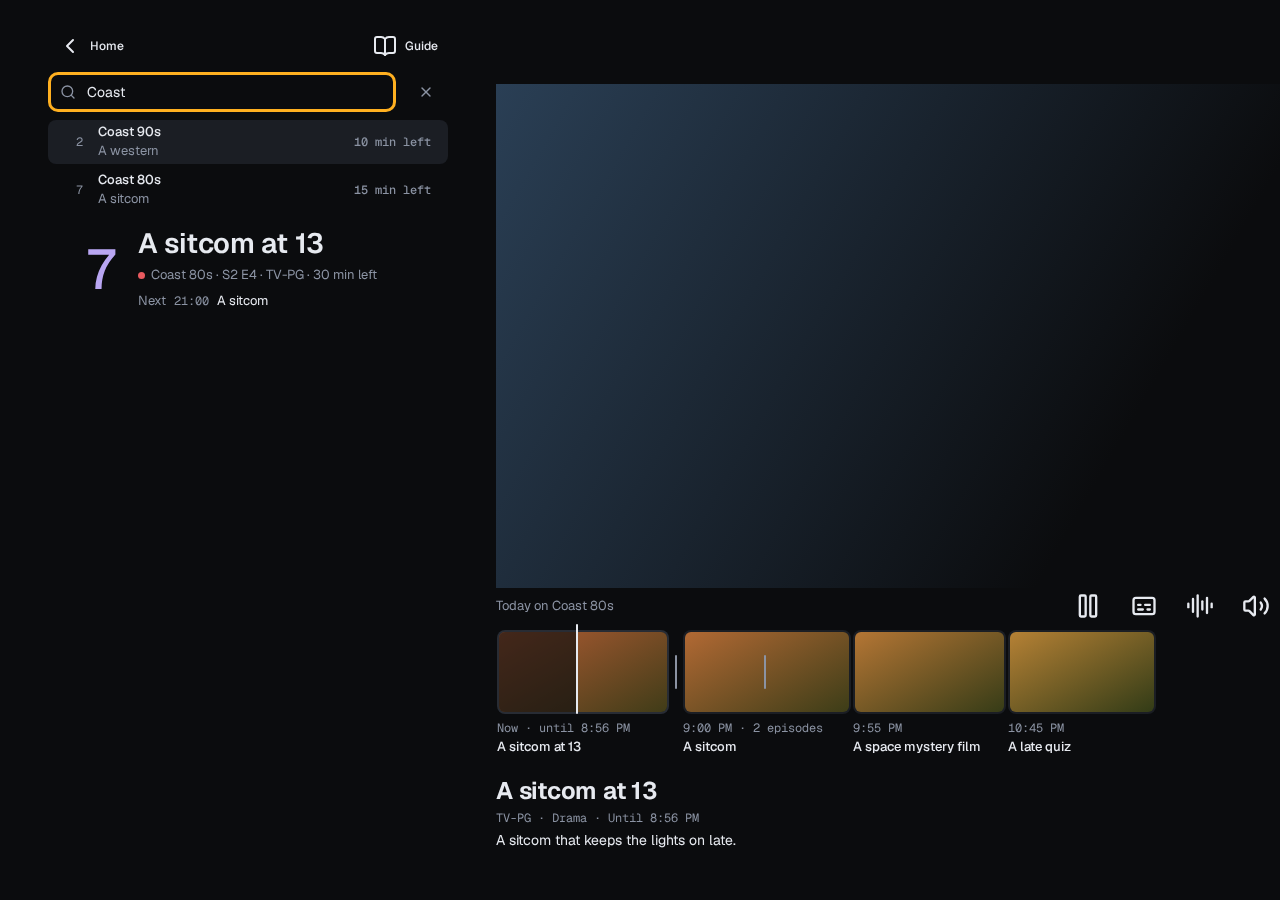 Home
Guide
Coast
2
Coast 90s
A western
10 min left
7
Coast 80s
A sitcom
15 min left
7
A sitcom at 13
Coast 80s · S2 E4 · TV-PG · 30 min left
Next 21:00 A sitcom
Today on Coast 80s
Now · until 8:56 PM
A sitcom at 13
9:00 PM · 2 episodes
A sitcom
9:55 PM
A space mystery film
10:45 PM
A late quiz
A sitcom at 13
TV-PG · Drama · Until 8:56 PM
A sitcom that keeps the lights on late.